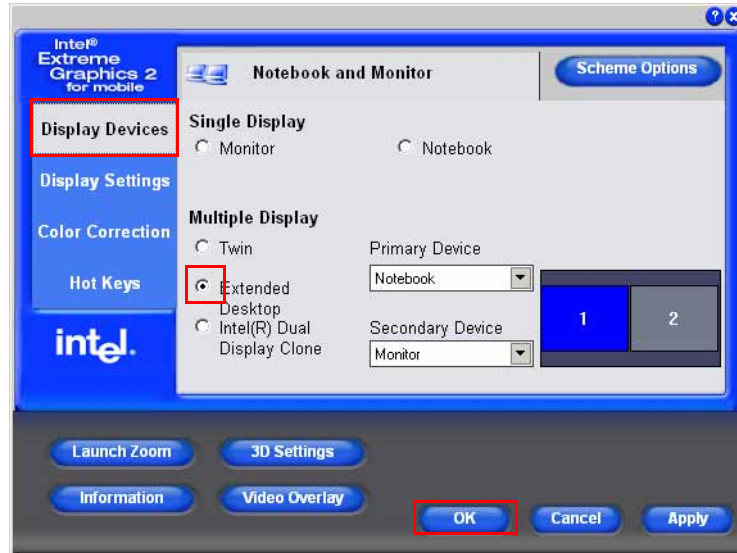 Intel®
Extreme
Graphics 2
for mobile
Notebook and Monitor
Scheme Options
Display Devices
Display Settings
Color Correction
Hot Keys
intel.
Single Display
Monitor
Notebook
Multiple Display
Twin
Primary Device
Extended
Desktop
Notebook
Intel(R) Dual
Display Clone
Secondary Device
Monitor
1
2
Launch Zoom
3D Settings
Information
Video Overlay
OK
Cancel
Apply